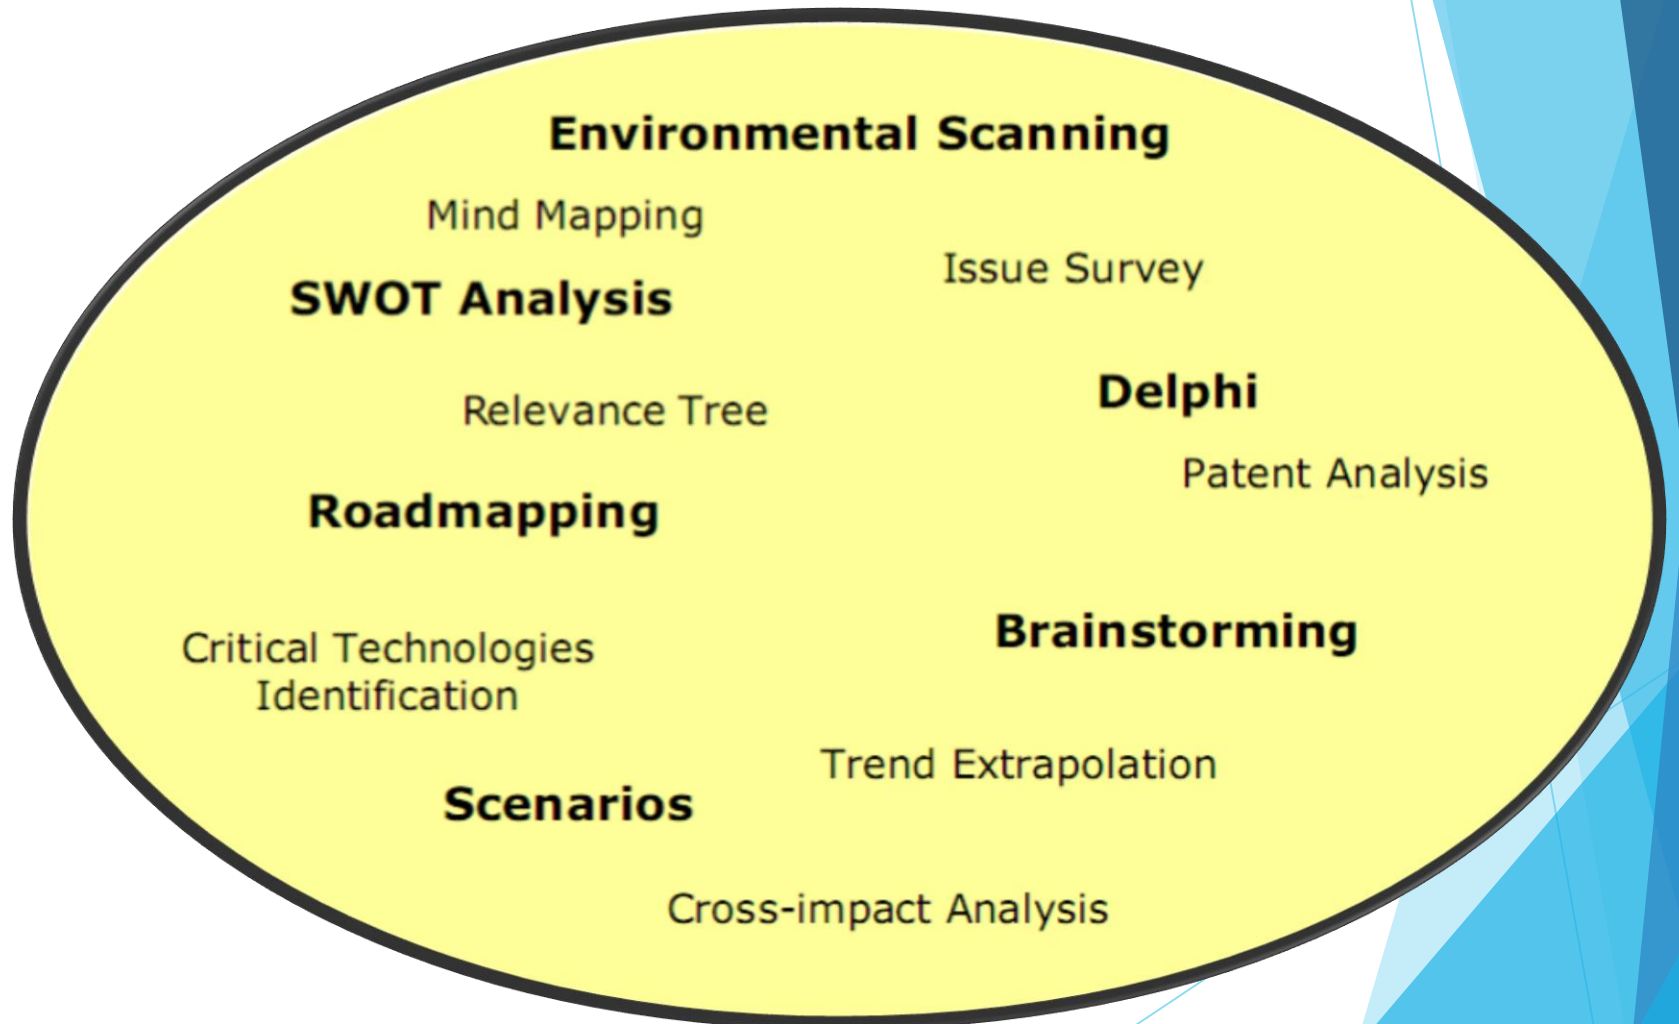 Environmental Scanning
Mind Mapping
Issue Survey
SWOT Analysis
Delphi
Relevance Tree
Patent Analysis
Roadmapping
Brainstorming
Critical Technologies
Identification
Trend Extrapolation
Scenarios
Cross-impact Analysis